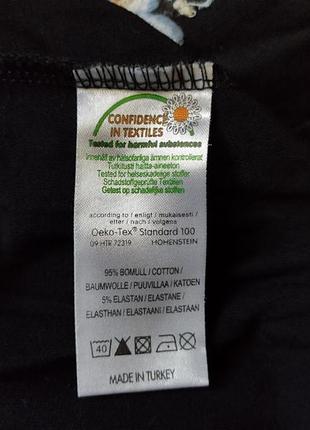 CONFIDENCE
IN TEXTILES
Tested for harmful substances
Innehåll av hälsofarliga ämnen kontrollerat
Tutkitusti haitta-aineeton
Testet for helseskadelige stoffer
Schadstoffgeprüfte Textilien
Getest op schadelijke stoffen
according to / enligt / mukaisesti /
etter / nach / volgens
Oeko-Tex® Standard 100
09.HTR.72319 HOHENSTEIN
95% BOMULL / COTTON /
BAUMWOLLE / PUUVILLAA / KATOEN
5% ELASTAN / ELASTANE /
ELASTHAN / ELASTAANI / ELASTAAN
40
MADE IN TURKEY